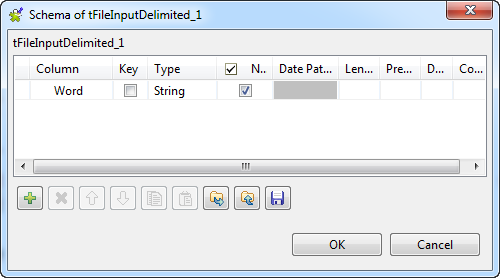 Schema of tFileInputDelimited_1
tFileInputDelimited_1
Column Key Type N.. Date Pat... Len... Pre... D... Co...
Word String
OK Cancel